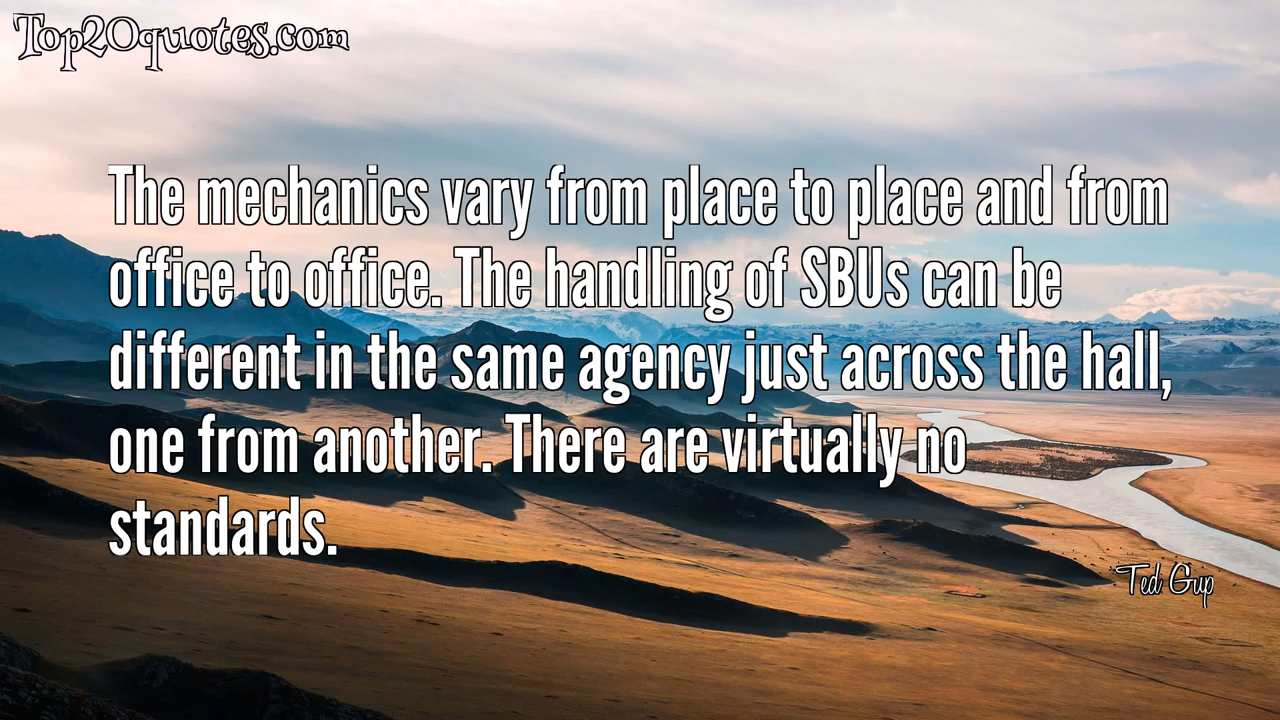 Top20quotes.com
The mechanics vary from place to place and from
office to office. The handling of SBUs can be
different in the same agency just across the hall,
one from another. There are virtually no
standards.
Ted Gup